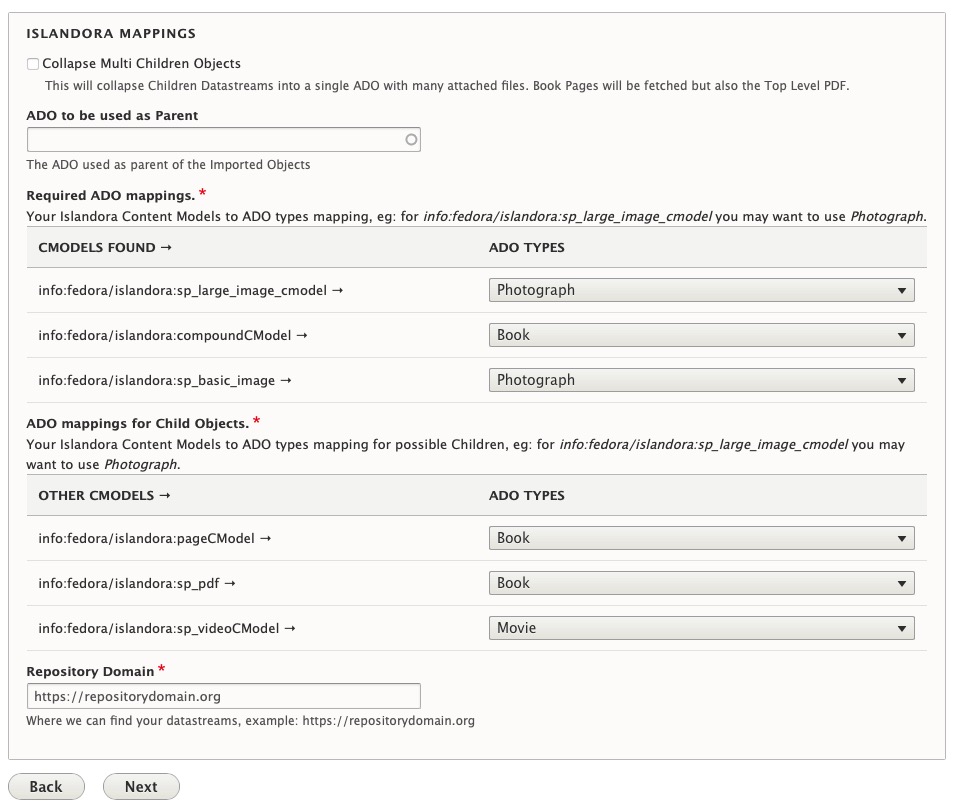 ISLANDORA MAPPINGS
Collapse Multi Children Objects
This will collapse Children Datastreams into a single ADO with many attached files. Book Pages will be fetched but also the Top Level PDF.
ADO to be used as Parent
The ADO used as parent of the Imported Objects
Required ADO mappings. *
Your Islandora Content Models to ADO types mapping, eg: for info:fedora/islandora:sp_large_image_cmodel you may want to use Photograph.
CMODELS FOUND → ADO TYPES
info:fedora/islandora:sp_large_image_cmodel → Photograph
info:fedora/islandora:compoundCModel → Book
info:fedora/islandora:sp_basic_image → Photograph
ADO mappings for Child Objects. *
Your Islandora Content Models to ADO types mapping for possible Children, eg: for info:fedora/islandora:sp_large_image_cmodel you may
want to use Photograph.
OTHER CMODELS → ADO TYPES
info:fedora/islandora:pageCModel → Book
info:fedora/islandora:sp_pdf → Book
info:fedora/islandora:sp_videoCModel → Movie
Repository Domain *
https://repositorydomain.org
Where we can find your datastreams, example: https://repositorydomain.org
Back Next